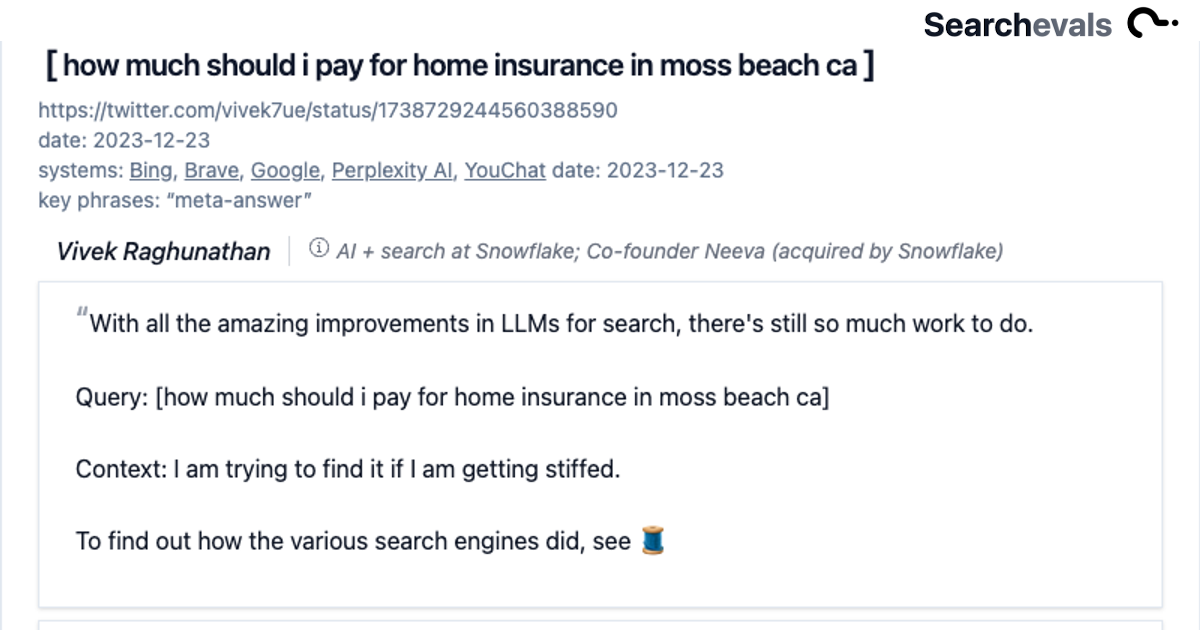 Searchevals
[ how much should i pay for home insurance in moss beach ca ]
https://twitter.com/vivek7ue/status/1738729244560388590
date: 2023-12-23
systems: Bing, Brave, Google, Perplexity AI, YouChat date: 2023-12-23
key phrases: “meta-answer”
Vivek Raghunathan | ⓘ AI + search at Snowflake; Co-founder Neeva (acquired by Snowflake)
"With all the amazing improvements in LLMs for search, there's still so much work to do.
Query: [how much should i pay for home insurance in moss beach ca]
Context: I am trying to find it if I am getting stiffed.
To find out how the various search engines did, see 🧵